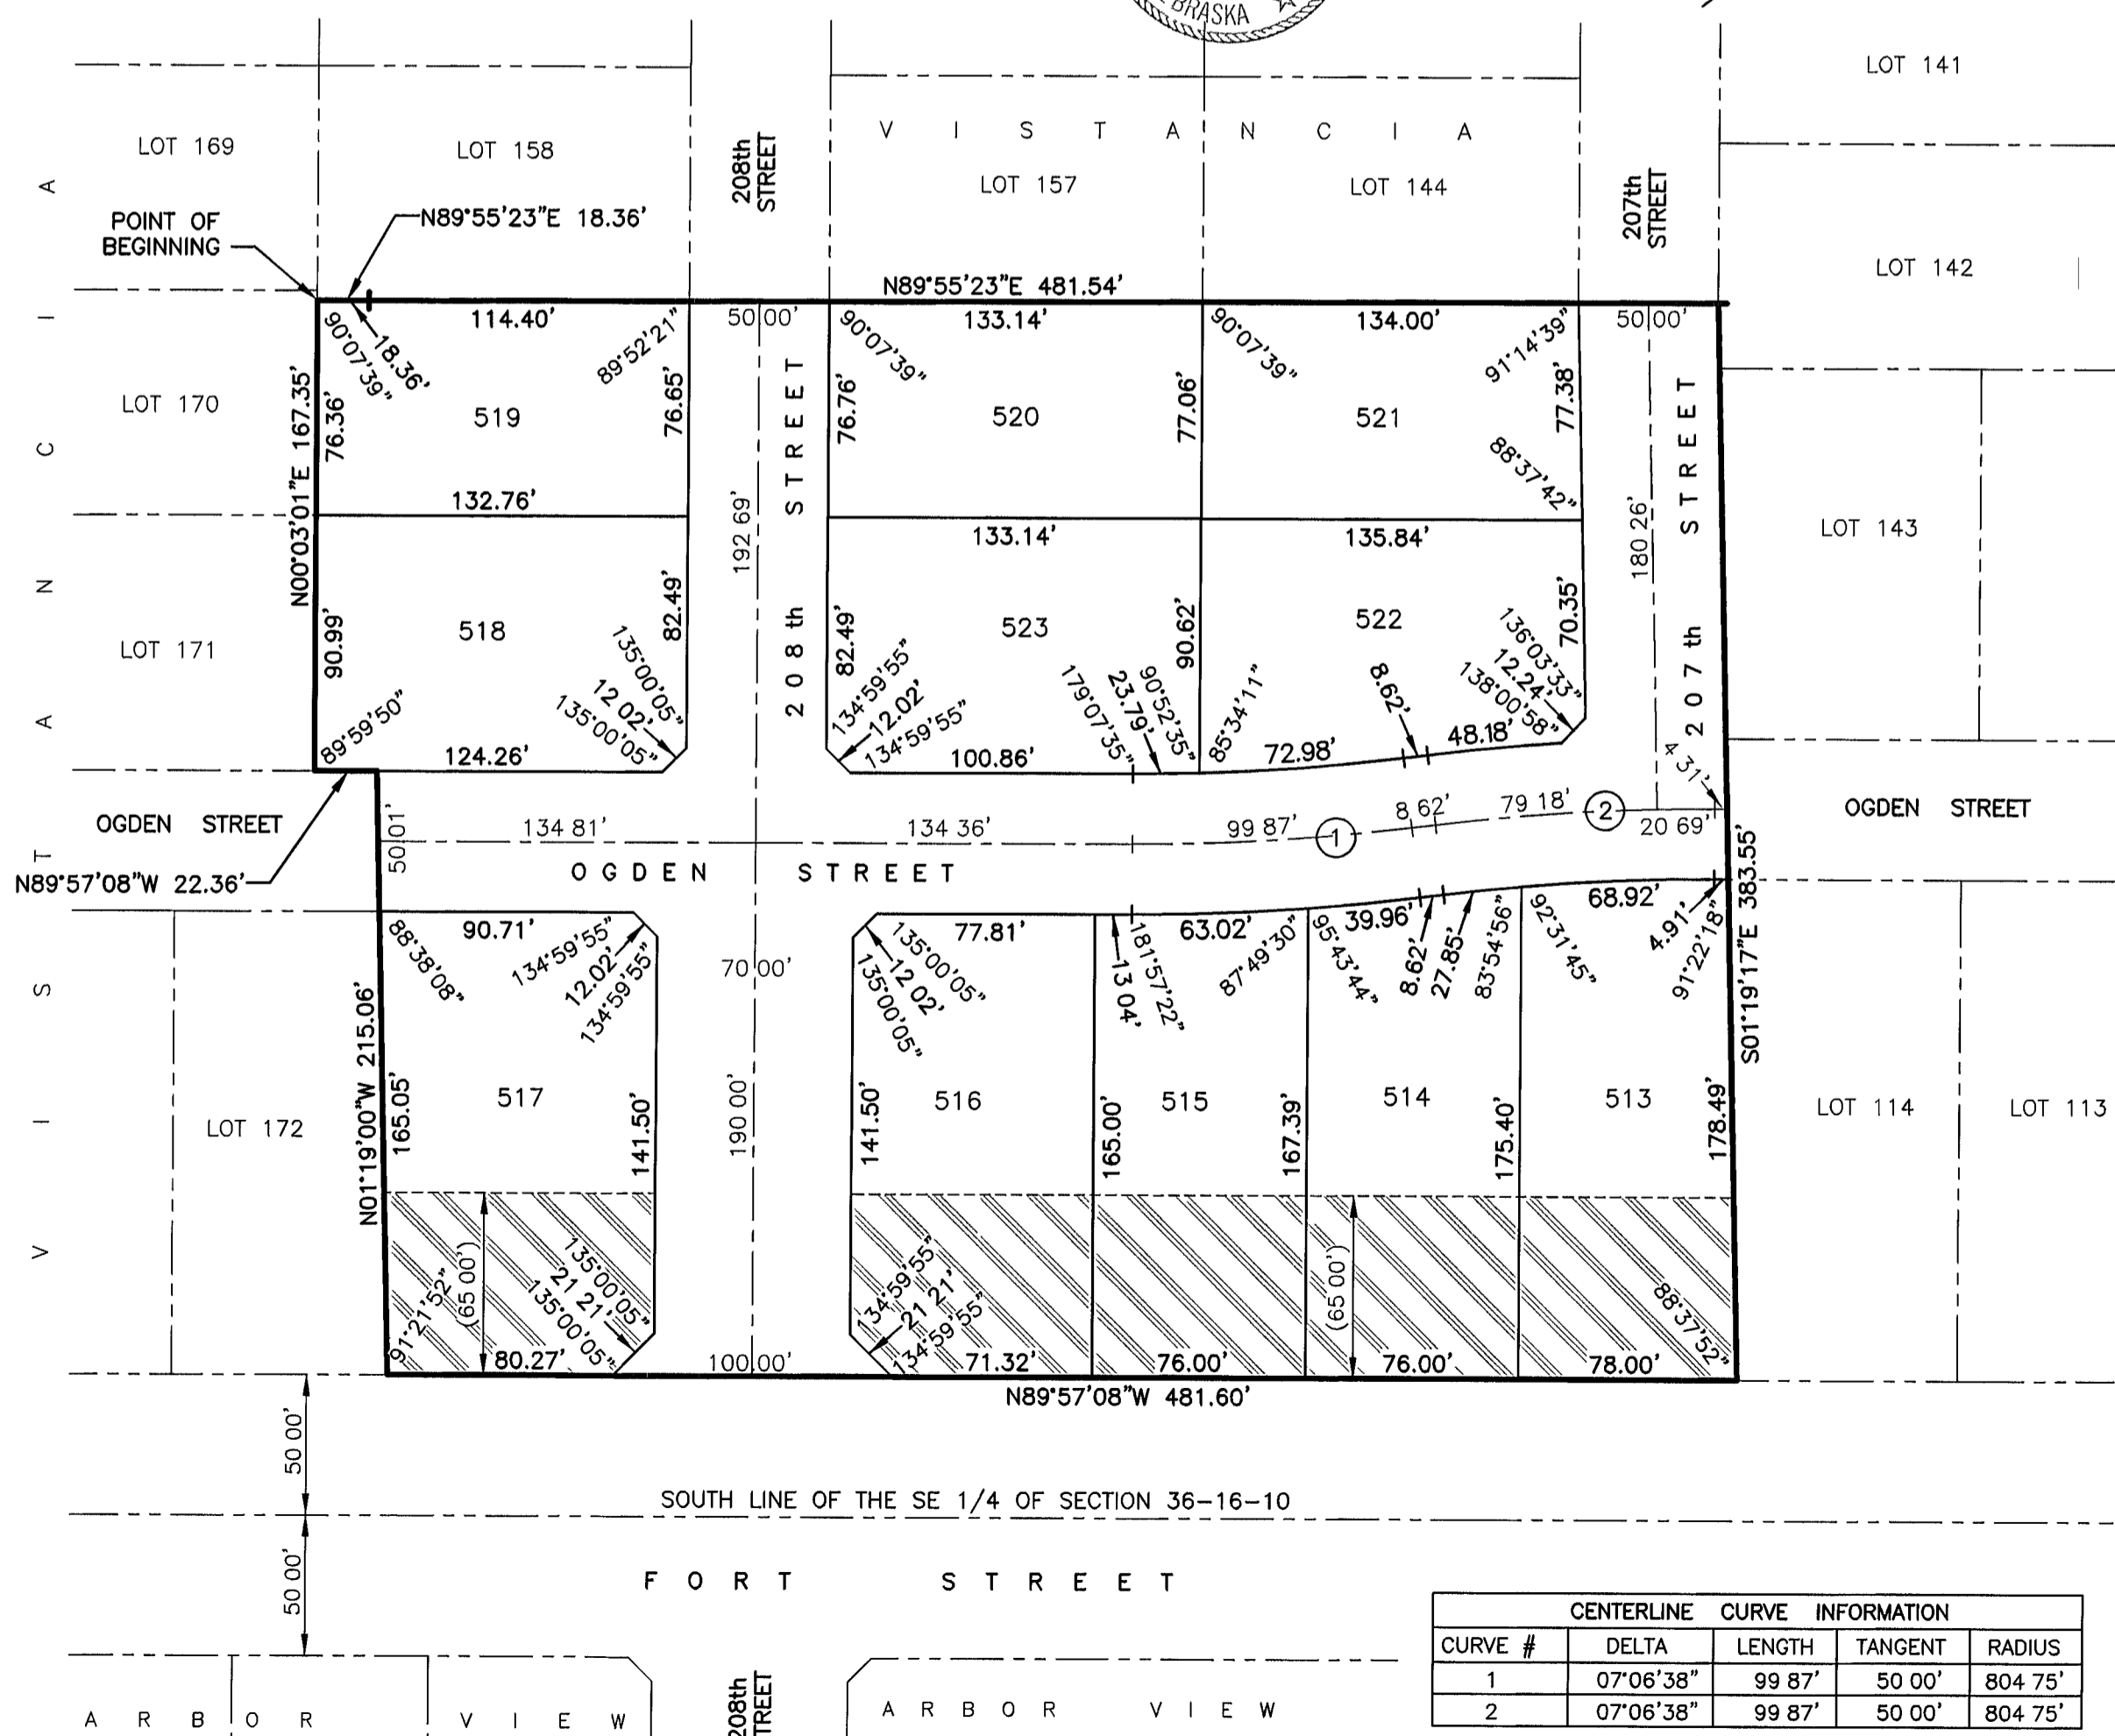 BRASKA
LOT 141
LOT 169
LOT 158
208th
STREET
V I S T A N C I A
LOT 157
LOT 144
207th
STREET
LOT 142
POINT OF
BEGINNING
N89°55'23"E 18.36'
N89°55'23"E 481.54'
114.40'
50.00'
133.14'
134.00'
50.00'
90°07'39"
18.36'
89°52'21"
90°07'39"
90°07'39"
91°14'39"
LOT 170
N00°03'01"E 167.35'
76.36'
519
76.65'
76.76'
520
77.06'
521
77.38'
88°37'42"
132.76'
133.14'
135.84'
192 69'
208th STREET
180 26'
207th STREET
LOT 143
LOT 171
90.99'
518
82.49'
135°00'05"
12 02'
135°00'05"
89°59'50"
124.26'
82.49'
523
134°59'55"
12.02'
134°59'55"
100.86'
179°07'35"
23.79'
90°52'35"
90.62'
522
85°34'11"
72.98'
8.62'
48.18'
70.35'
136°03'33"
12.24'
138°00'58"
4 31'
OGDEN STREET
50 01'
134 81'
134 36'
99 87'
1
8 62'
79 18'
2
20 69'
OGDEN STREET
N89°57'08"W 22.36'
OGDEN STREET
S01°19'17"E 383.55'
90.71'
88°38'08"
134°59'55"
12.02'
134°59'55"
70 00'
77.81'
135°00'05"
12 02'
135°00'05"
13 04'
181°57'22"
63.02'
87°49'30"
95°43'44"
39.96'
8.62'
27.85'
83°54'56"
92°31'45"
68.92'
4.91'
91°22'18"
N01°19'00"W 215.06'
165.05'
517
141.50'
190 00'
141.50'
516
165.00'
515
167.39'
514
175.40'
513
178.49'
LOT 172
LOT 114
LOT 113
V I S T A N C I A
91°21'52"
(65 00')
135°00'05"
21 21'
135°00'05"
80.27'
100.00'
134°59'55"
21 21'
134°59'55"
71.32'
76.00'
(65 00')
76.00'
88°37'52"
78.00'
N89°57'08"W 481.60'
50 00'
SOUTH LINE OF THE SE 1/4 OF SECTION 36-16-10
50 00'
FORT STREET
ARBOR VIEW
208th
STREET
ARBOR VIEW
CENTERLINE CURVE INFORMATION
CURVE # DELTA LENGTH TANGENT RADIUS
1 07°06'38" 99 87' 50 00' 804 75'
2 07°06'38" 99 87' 50 00' 804 75'